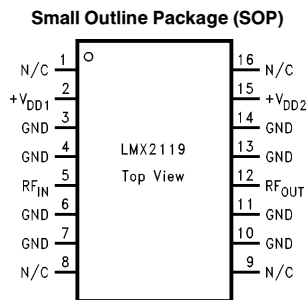 Small Outline Package (SOP)
N/C 1 16 N/C
+VDD1 2 15 +VDD2
GND 3 14 GND
GND 4 13 GND
LMX2119
Top View
RFIN 5 12 RFOUT
GND 6 11 GND
GND 7 10 GND
N/C 8 9 N/C